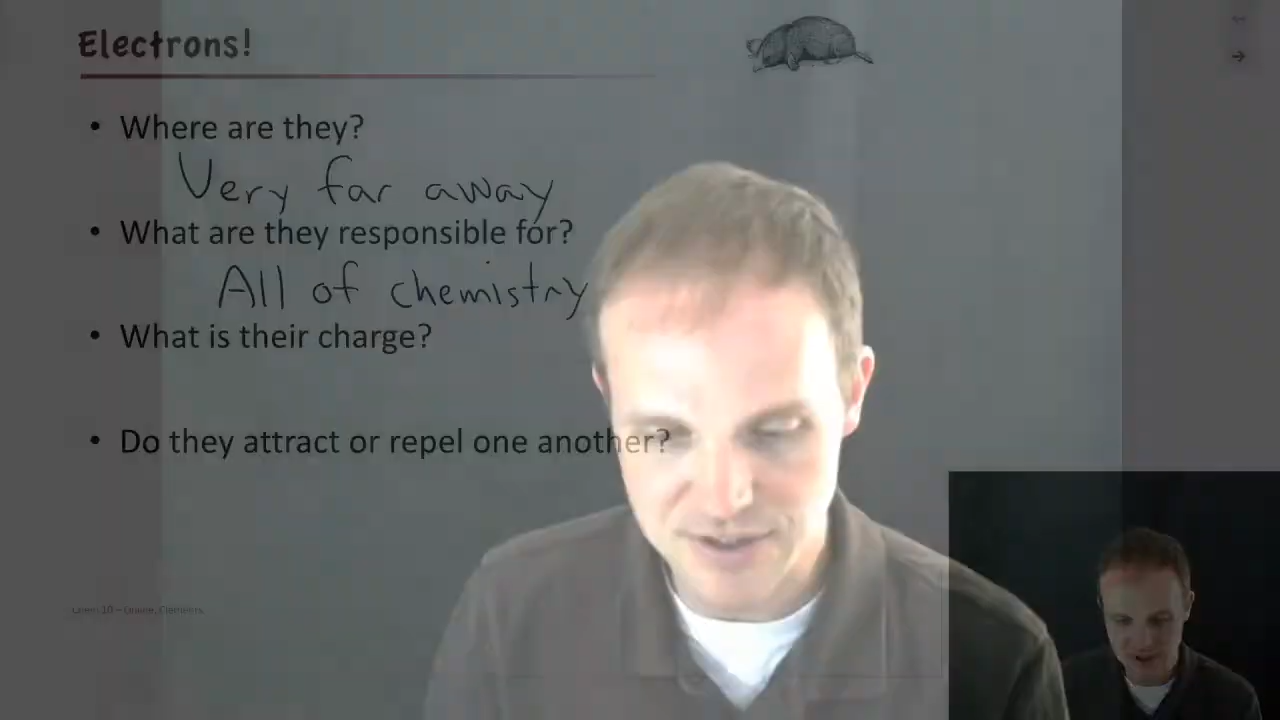 Electrons!
• Where are they?
Very far away
• What are they responsible for?
All of chemistry
• What is their charge?
• Do they attract or repel one another?